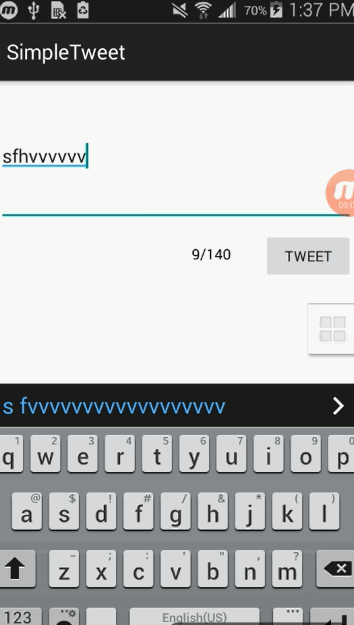 70% 1:37 PM
SimpleTweet
sfhvvvvvv
9/140 TWEET
s fvvvvvvvvvvvvvvvvvv
1 2 3 4 5 6 7 8 9 0
q w e r t y u i o p
@ $ ! # / & * ( )
a s d f g h j k l
- ; : ' " , ?
z x c v b n m
123 English(US) ...